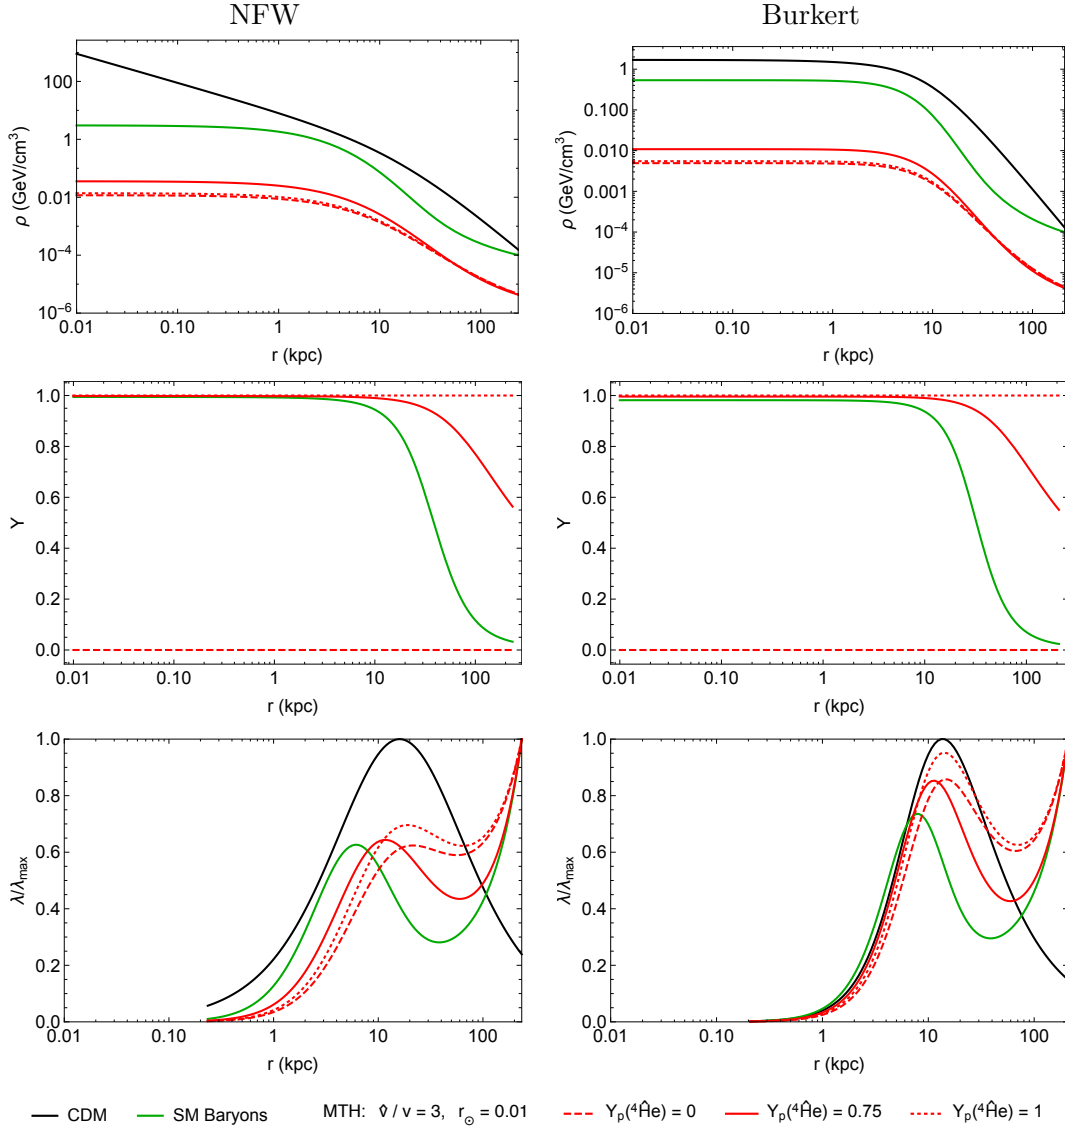 NFW
Burkert
ρ (GeV/cm³)
100
1
0.01
10⁻⁴
10⁻⁶
0.01 0.10 1 10 100
r (kpc)
ρ (GeV/cm³)
1
0.100
0.010
0.001
10⁻⁴
10⁻⁵
10⁻⁶
0.01 0.10 1 10 100
r (kpc)
Y
1.0
0.8
0.6
0.4
0.2
0.0
0.01 0.10 1 10 100
r (kpc)
Y
1.0
0.8
0.6
0.4
0.2
0.0
0.01 0.10 1 10 100
r (kpc)
λ/λmax
1.0
0.8
0.6
0.4
0.2
0.0
0.01 0.10 1 10 100
r (kpc)
λ/λmax
1.0
0.8
0.6
0.4
0.2
0.0
0.01 0.10 1 10 100
r (kpc)
CDM SM Baryons MTH: v̂ / v = 3, r⊙ = 0.01 Yₚ(⁴Ĥe) = 0 Yₚ(⁴Ĥe) = 0.75 Yₚ(⁴Ĥe) = 1